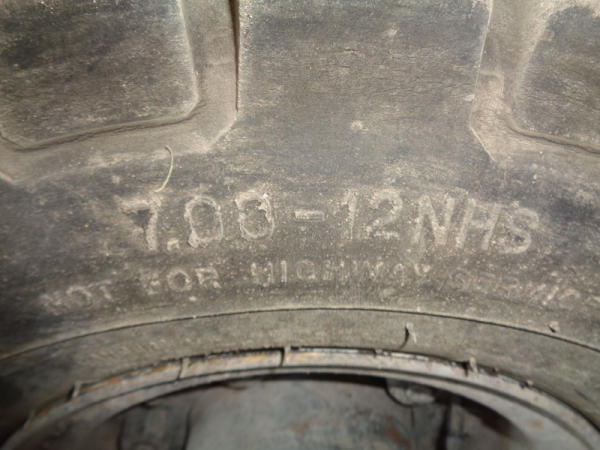 7.00-12NHS
NOT FOR HIGHWAY SERVICE